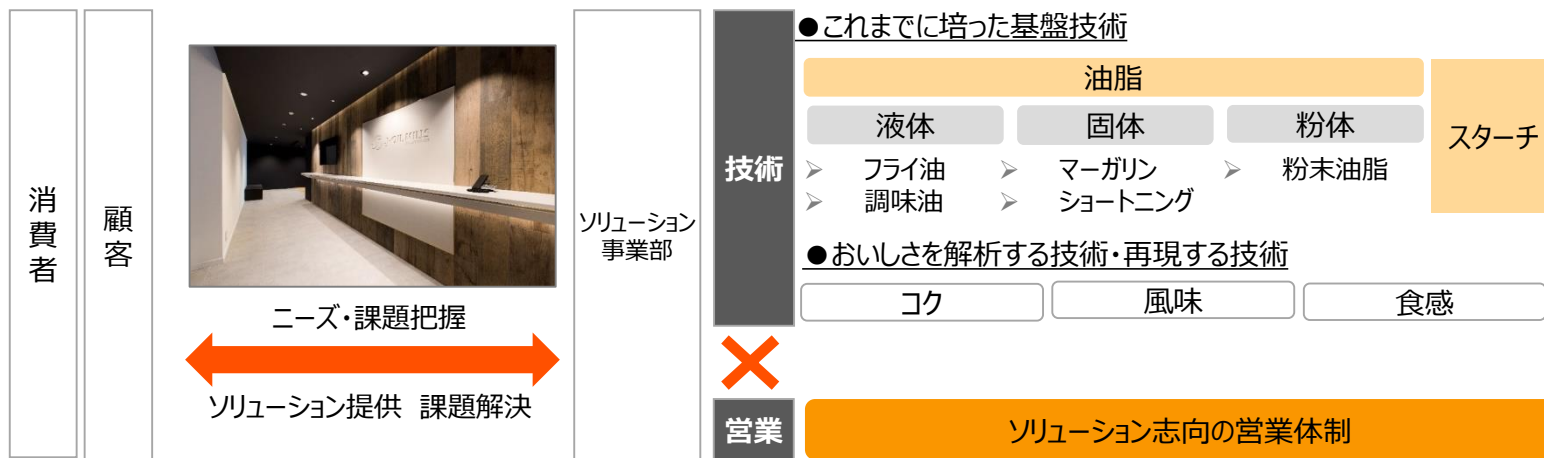 消費者
顧客
ニーズ・課題把握
ソリューション提供 課題解決
ソリューション
事業部
技術
●これまでに培った基盤技術
油脂
液体
固体
粉体
スターチ
➢ フライ油
➢ 調味油
➢ マーガリン
➢ ショートニング
➢ 粉末油脂
●おいしさを解析する技術・再現する技術
コク
風味
食感
営業
ソリューション志向の営業体制